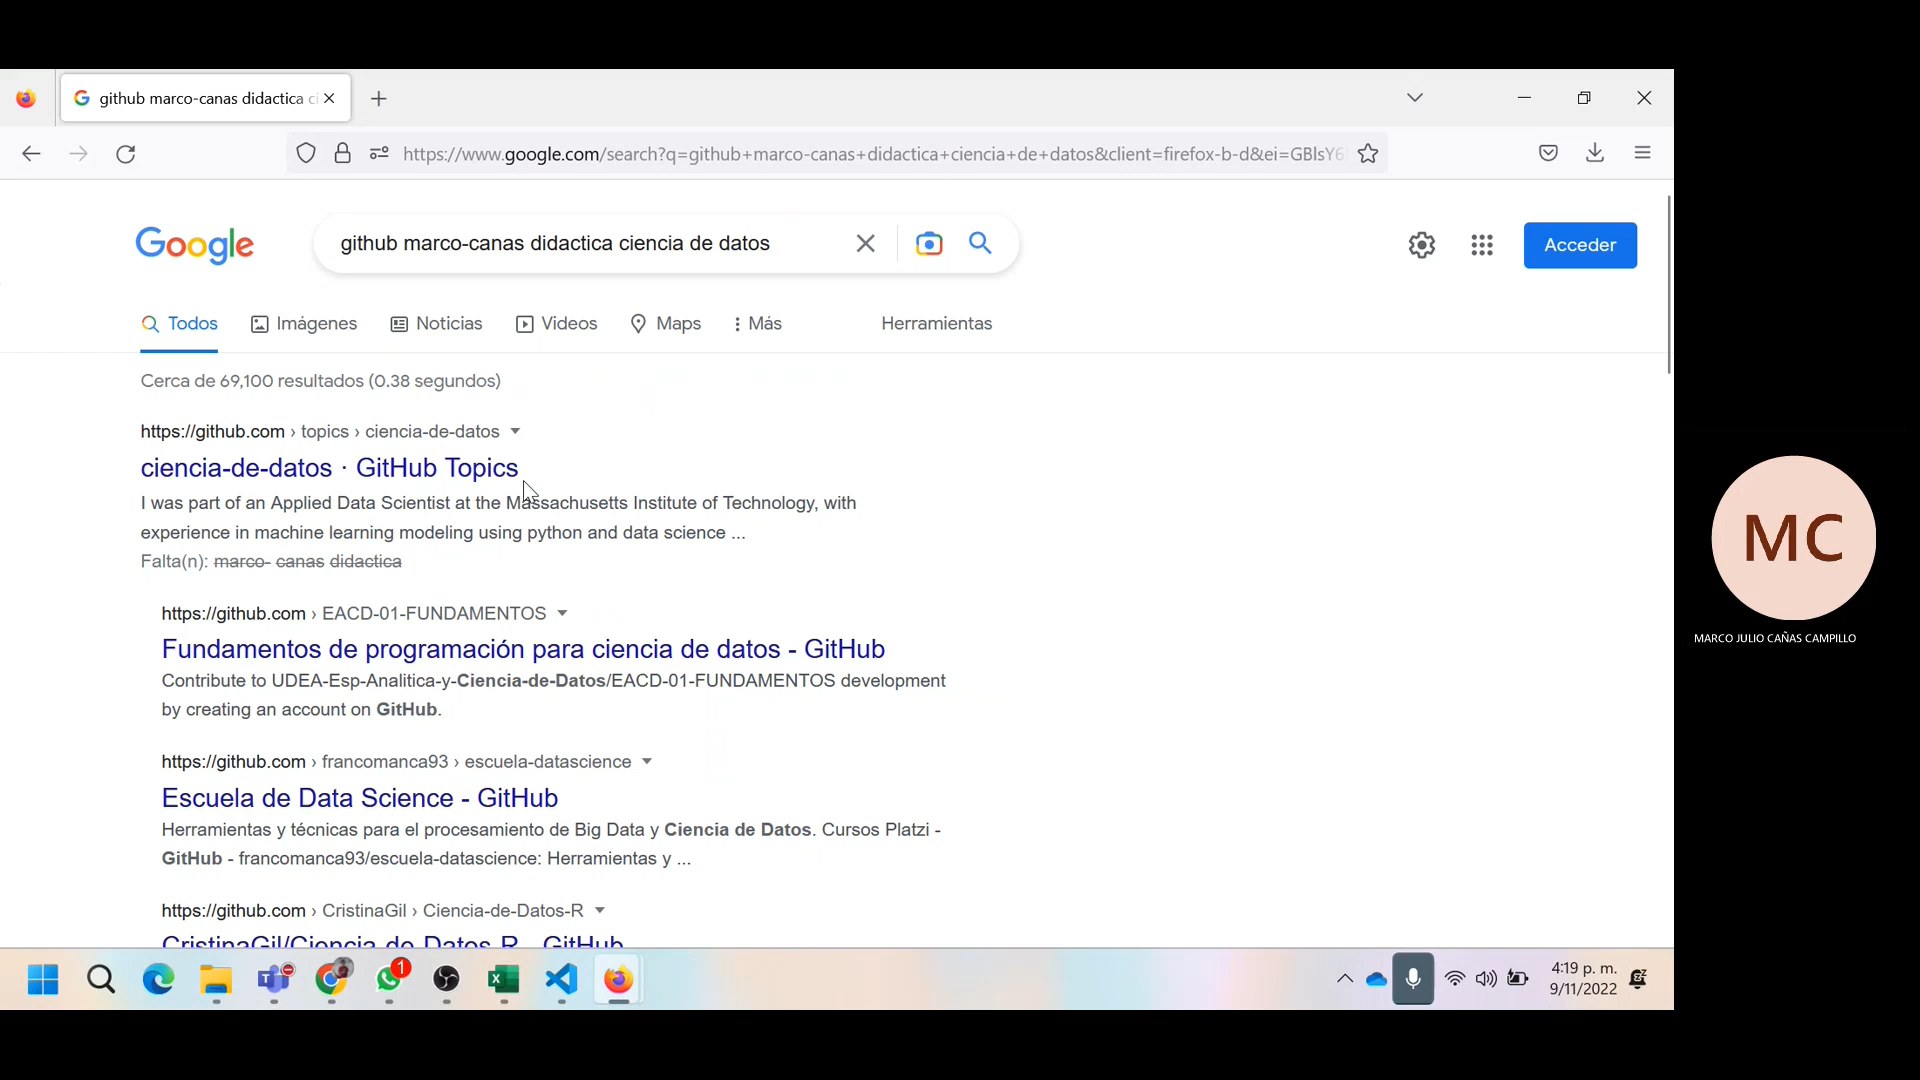 github marco-canas didactica ci
https://www.google.com/search?q=github+marco-canas+didactica+ciencia+de+datos&client=firefox-b-d&ei=GBlsY6
Google
github marco-canas didactica ciencia de datos
Acceder
Todos Imágenes Noticias Videos Maps Más Herramientas
Cerca de 69,100 resultados (0.38 segundos)
https://github.com › topics › ciencia-de-datos
ciencia-de-datos · GitHub Topics
I was part of an Applied Data Scientist at the Massachusetts Institute of Technology, with
experience in machine learning modeling using python and data science ...
Falta(n): marco- canas didactica
https://github.com › EACD-01-FUNDAMENTOS
Fundamentos de programación para ciencia de datos - GitHub
Contribute to UDEA-Esp-Analitica-y-Ciencia-de-Datos/EACD-01-FUNDAMENTOS development
by creating an account on GitHub.
https://github.com › francomanca93 › escuela-datascience
Escuela de Data Science - GitHub
Herramientas y técnicas para el procesamiento de Big Data y Ciencia de Datos. Cursos Platzi -
GitHub - francomanca93/escuela-datascience: Herramientas y ...
https://github.com › CristinaGil › Ciencia-de-Datos-R
CristinaGil/Ciencia-de-Datos-R - GitHub
1
4:19 p. m.
9/11/2022
MC
MARCO JULIO CAÑAS CAMPILLO